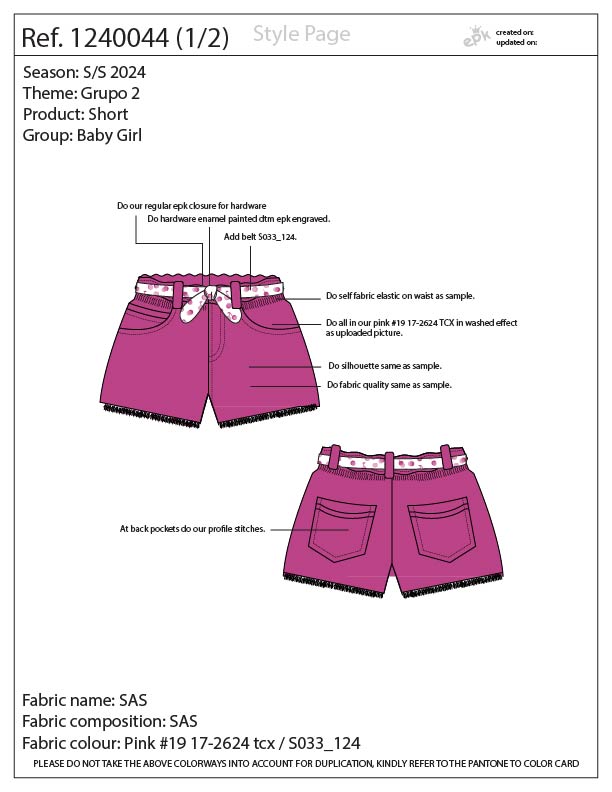 Ref. 1240044 (1/2)
Style Page
epk
created on:
updated on:
Season: S/S 2024
Theme: Grupo 2
Product: Short
Group: Baby Girl
Do our regular epk closure for hardware
Do hardware enamel painted dtm epk engraved.
Add belt S033_124.
Do self fabric elastic on waist as sample.
Do all in our pink #19 17-2624 TCX in washed effect
as uploaded picture.
Do silhouette same as sample.
Do fabric quality same as sample.
At back pockets do our profile stitches.
Fabric name: SAS
Fabric composition: SAS
Fabric colour: Pink #19 17-2624 tcx / S033_124
PLEASE DO NOT TAKE THE ABOVE COLORWAYS INTO ACCOUNT FOR DUPLICATION, KINDLY REFER TO THE PANTONE TO COLOR CARD